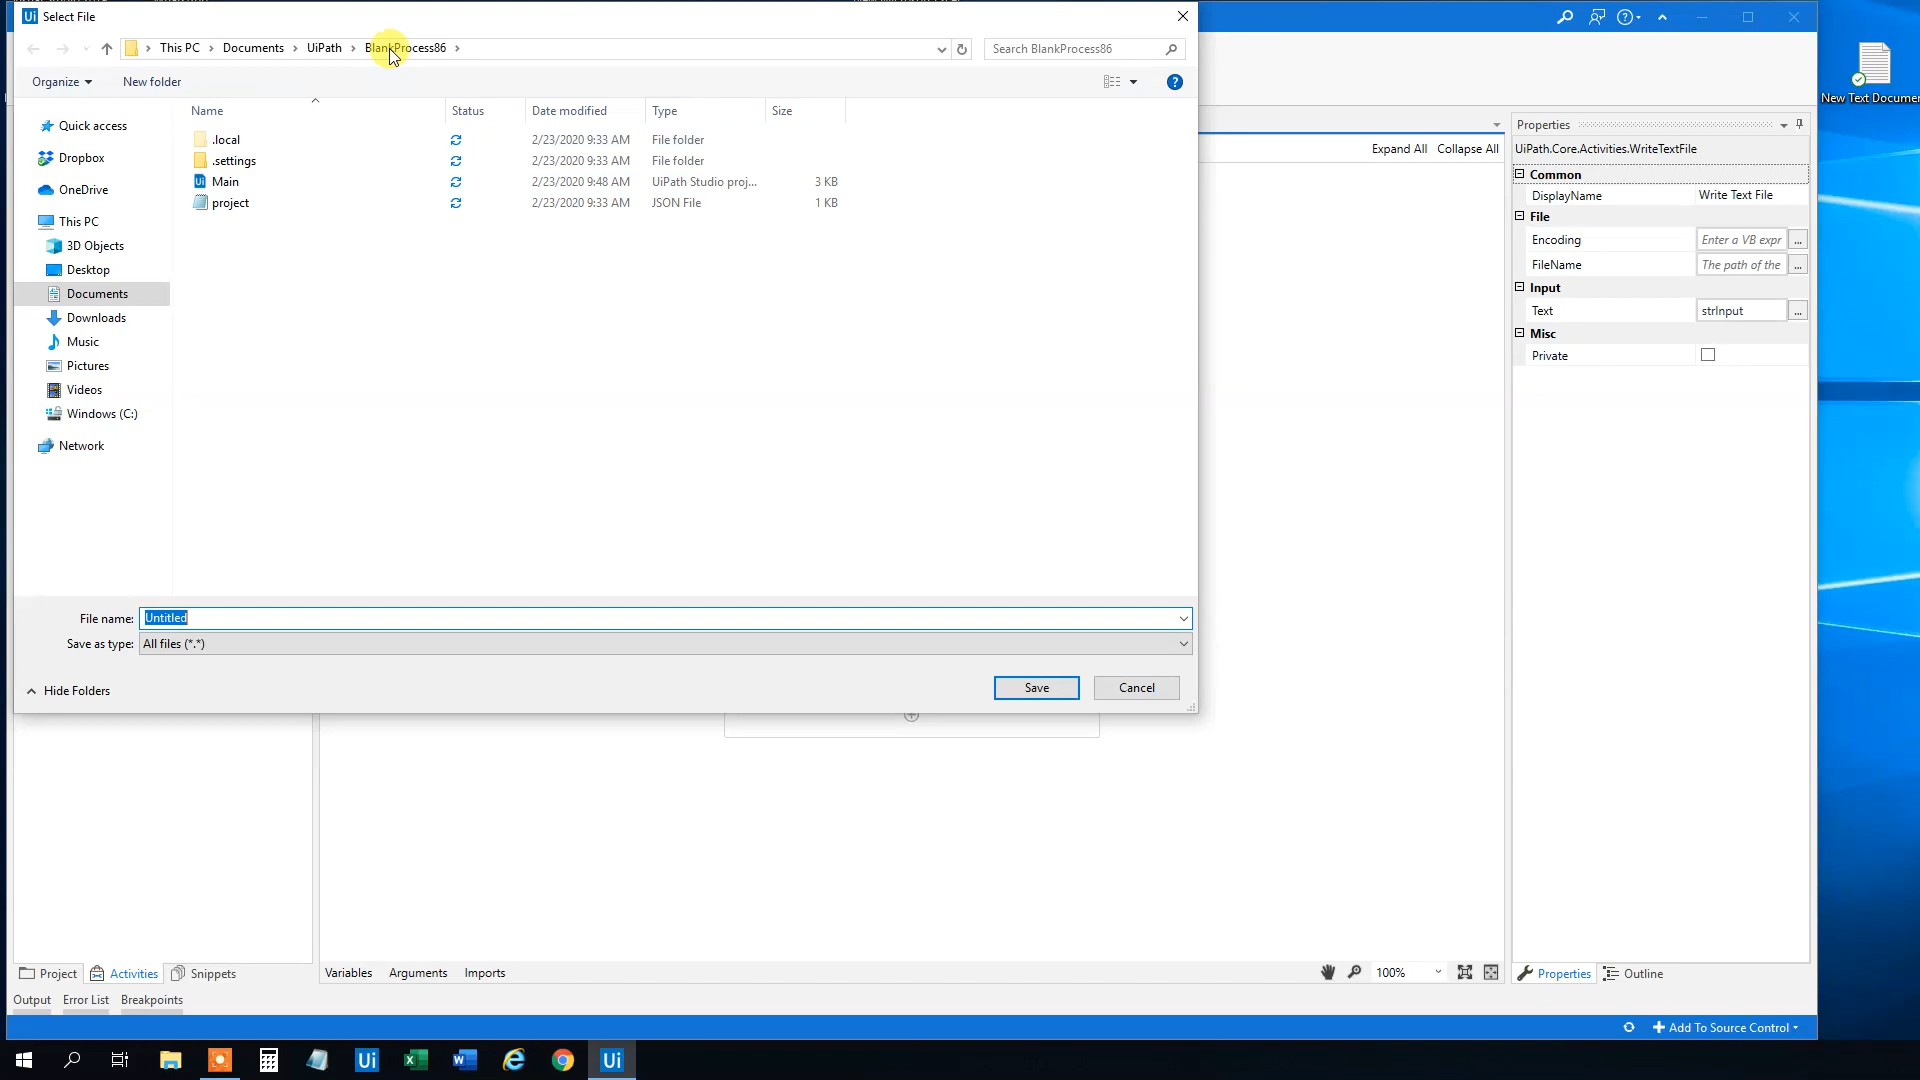 Ui Select File
This PC > Documents > UiPath > BlankProcess86 >
Search BlankProcess86
Organize
New folder
Name Status Date modified Type Size
.local 2/23/2020 9:33 AM File folder
.settings 2/23/2020 9:33 AM File folder
Ui Main 2/23/2020 9:48 AM UiPath Studio proj... 3 KB
project 2/23/2020 9:33 AM JSON File 1 KB
Quick access
Dropbox
OneDrive
This PC
3D Objects
Desktop
Documents
Downloads
Music
Pictures
Videos
Windows (C:)
Network
File name: Untitled
Save as type: All files (*.*)
Hide Folders
Save
Cancel
Expand All Collapse All
Properties
UiPath.Core.Activities.WriteTextFile
Common
DisplayName Write Text File
File
Encoding Enter a VB expr ...
FileName The path of the ...
Input
Text strInput ...
Misc
Private
New Text Documen
Project Activities Snippets
Variables Arguments Imports
100%
Properties Outline
Output Error List Breakpoints
Add To Source Control
Ui
Ui